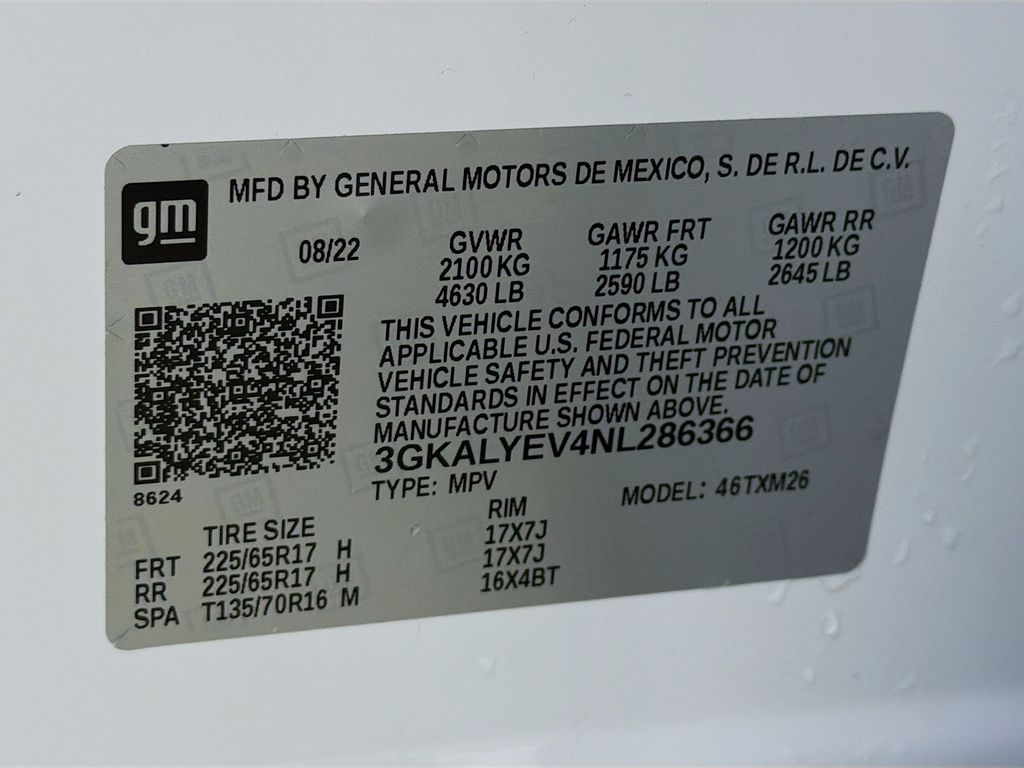 gm
MFD BY GENERAL MOTORS DE MEXICO, S. DE R.L. DE C.V.
08/22 GVWR GAWR FRT GAWR RR
2100 KG 1175 KG 1200 KG
4630 LB 2590 LB 2645 LB
THIS VEHICLE CONFORMS TO ALL
APPLICABLE U.S. FEDERAL MOTOR
VEHICLE SAFETY AND THEFT PREVENTION
STANDARDS IN EFFECT ON THE DATE OF
MANUFACTURE SHOWN ABOVE.
3GKALYEV4NL286366
8624
TYPE: MPV MODEL: 46TXM26
TIRE SIZE RIM
FRT 225/65R17 H 17X7J
RR 225/65R17 H 17X7J
SPA T135/70R16 M 16X4BT